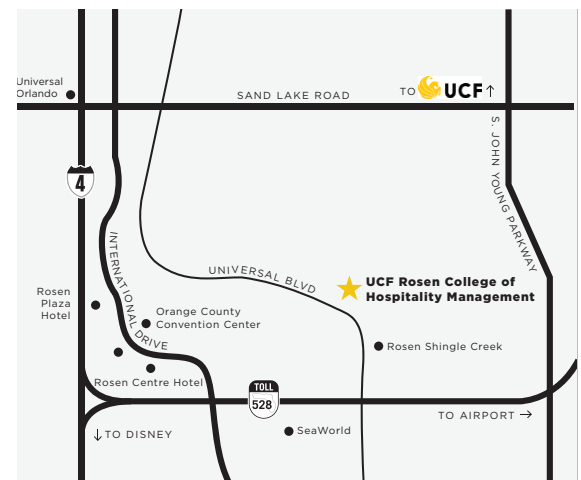 Universal
Orlando
SAND LAKE ROAD
TO UCF ↑
4
S. JOHN YOUNG PARKWAY
INTERNATIONAL DRIVE
UNIVERSAL BLVD
UCF Rosen College of
Hospitality Management
Rosen
Plaza
Hotel
Orange County
Convention Center
Rosen Shingle Creek
Rosen Centre Hotel
TOLL
528
TO AIRPORT →
↓ TO DISNEY
SeaWorld